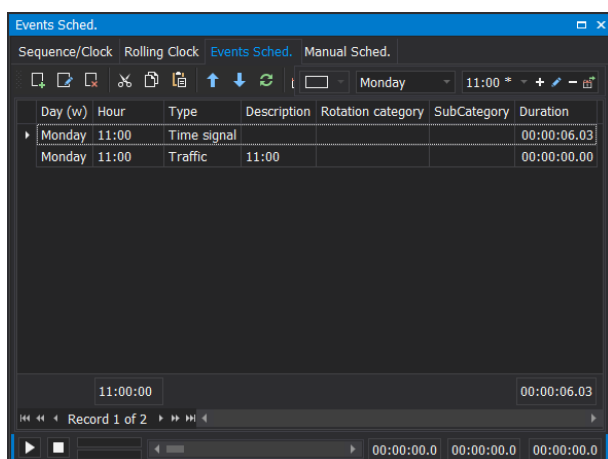 Events Sched.
Sequence/Clock Rolling Clock Events Sched. Manual Sched.
Monday 11:00 *
Day (w) Hour Type Description Rotation category SubCategory Duration
Monday 11:00 Time signal 00:00:06.03
Monday 11:00 Traffic 11:00 00:00:00.00
11:00:00 00:00:06.03
Record 1 of 2
00:00:00.0 00:00:00.0 00:00:00.0